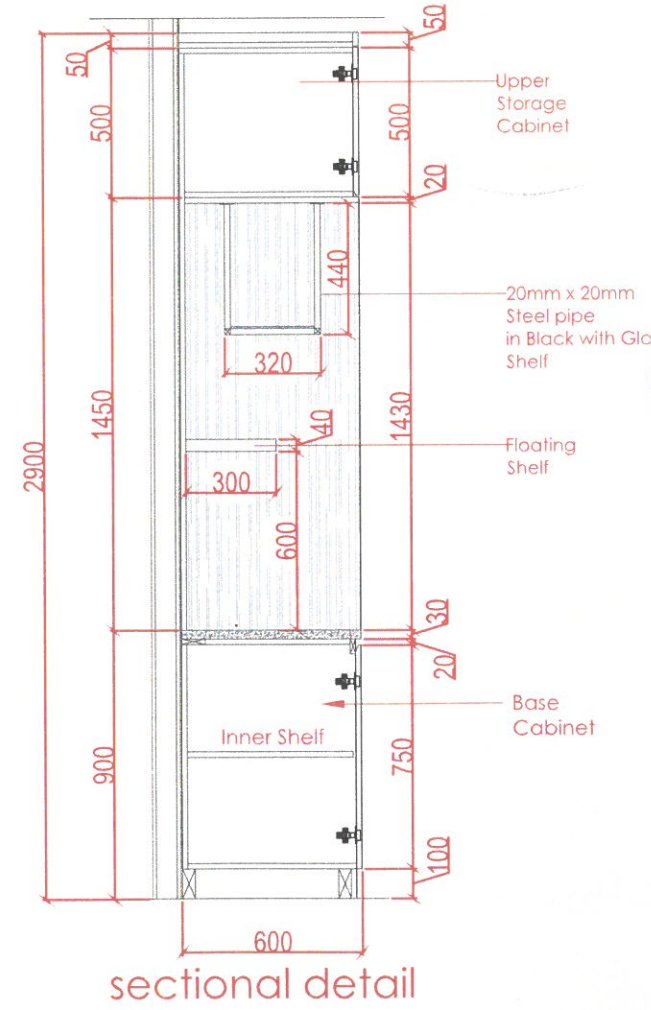 50
50
500
500
Upper
Storage
Cabinet
20
440
20mm x 20mm
Steel pipe
in Black with Gla
Shelf
320
1450
1430
40
2900
Floating
Shelf
300
600
30
20
Base
Cabinet
Inner Shelf
900
750
100
600
sectional detail